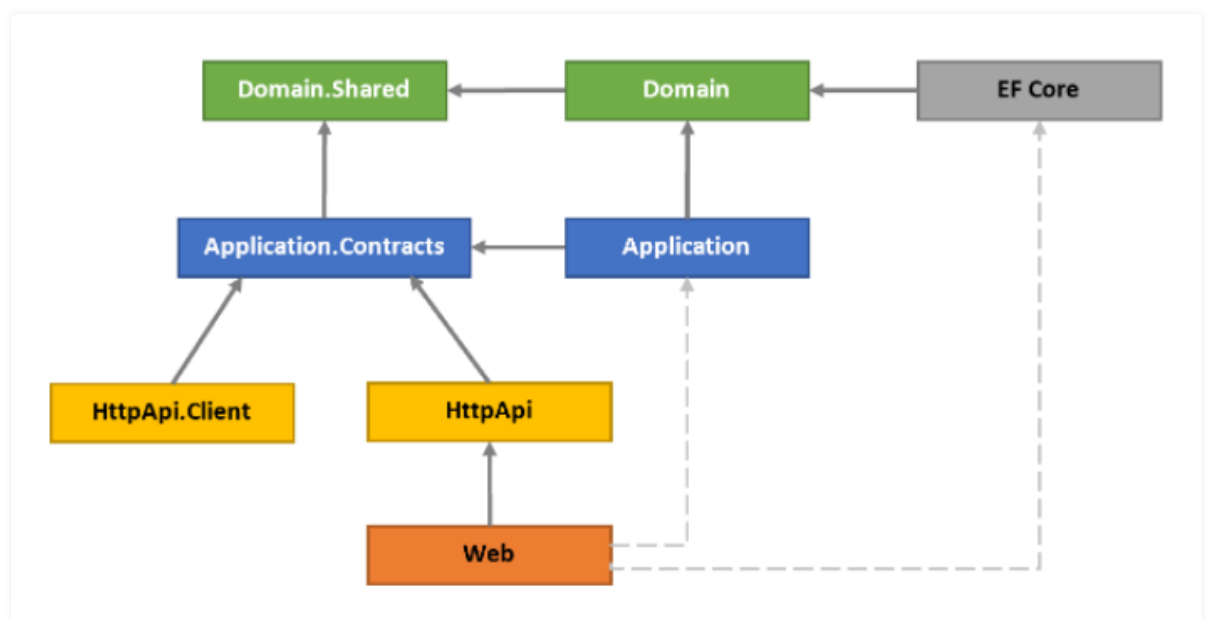 Domain.Shared
Domain
EF Core
Application.Contracts
Application
HttpApi.Client
HttpApi
Web